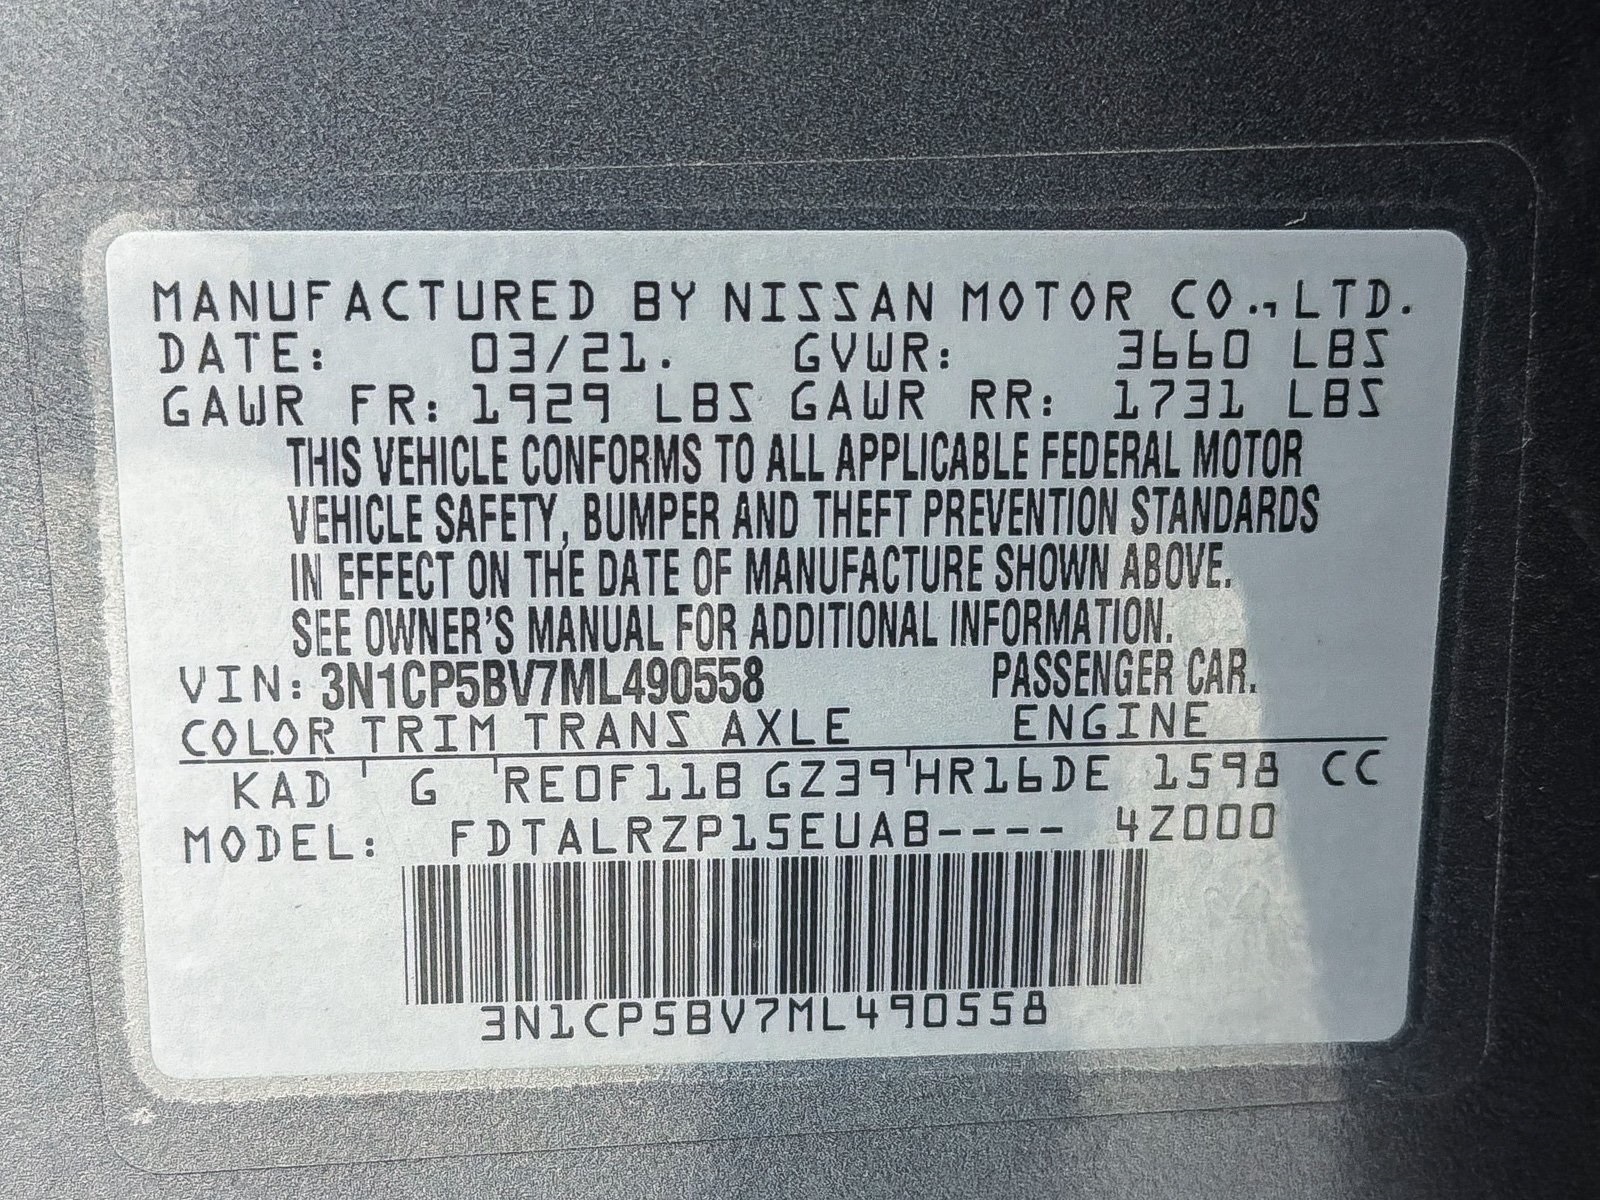 MANUFACTURED BY NISSAN MOTOR CO., LTD.
DATE: 03/21. GVWR: 3660 LBS
GAWR FR: 1929 LBS GAWR RR: 1731 LBS
THIS VEHICLE CONFORMS TO ALL APPLICABLE FEDERAL MOTOR
VEHICLE SAFETY, BUMPER AND THEFT PREVENTION STANDARDS
IN EFFECT ON THE DATE OF MANUFACTURE SHOWN ABOVE.
SEE OWNER'S MANUAL FOR ADDITIONAL INFORMATION.
VIN: 3N1CP5BV7ML490558 PASSENGER CAR.
COLOR TRIM TRANS AXLE ENGINE
KAD G RE0F11B GZ39 HR16DE 1598 CC
MODEL: FDTALRZP15EUAB---- 4Z000
3N1CP5BV7ML490558